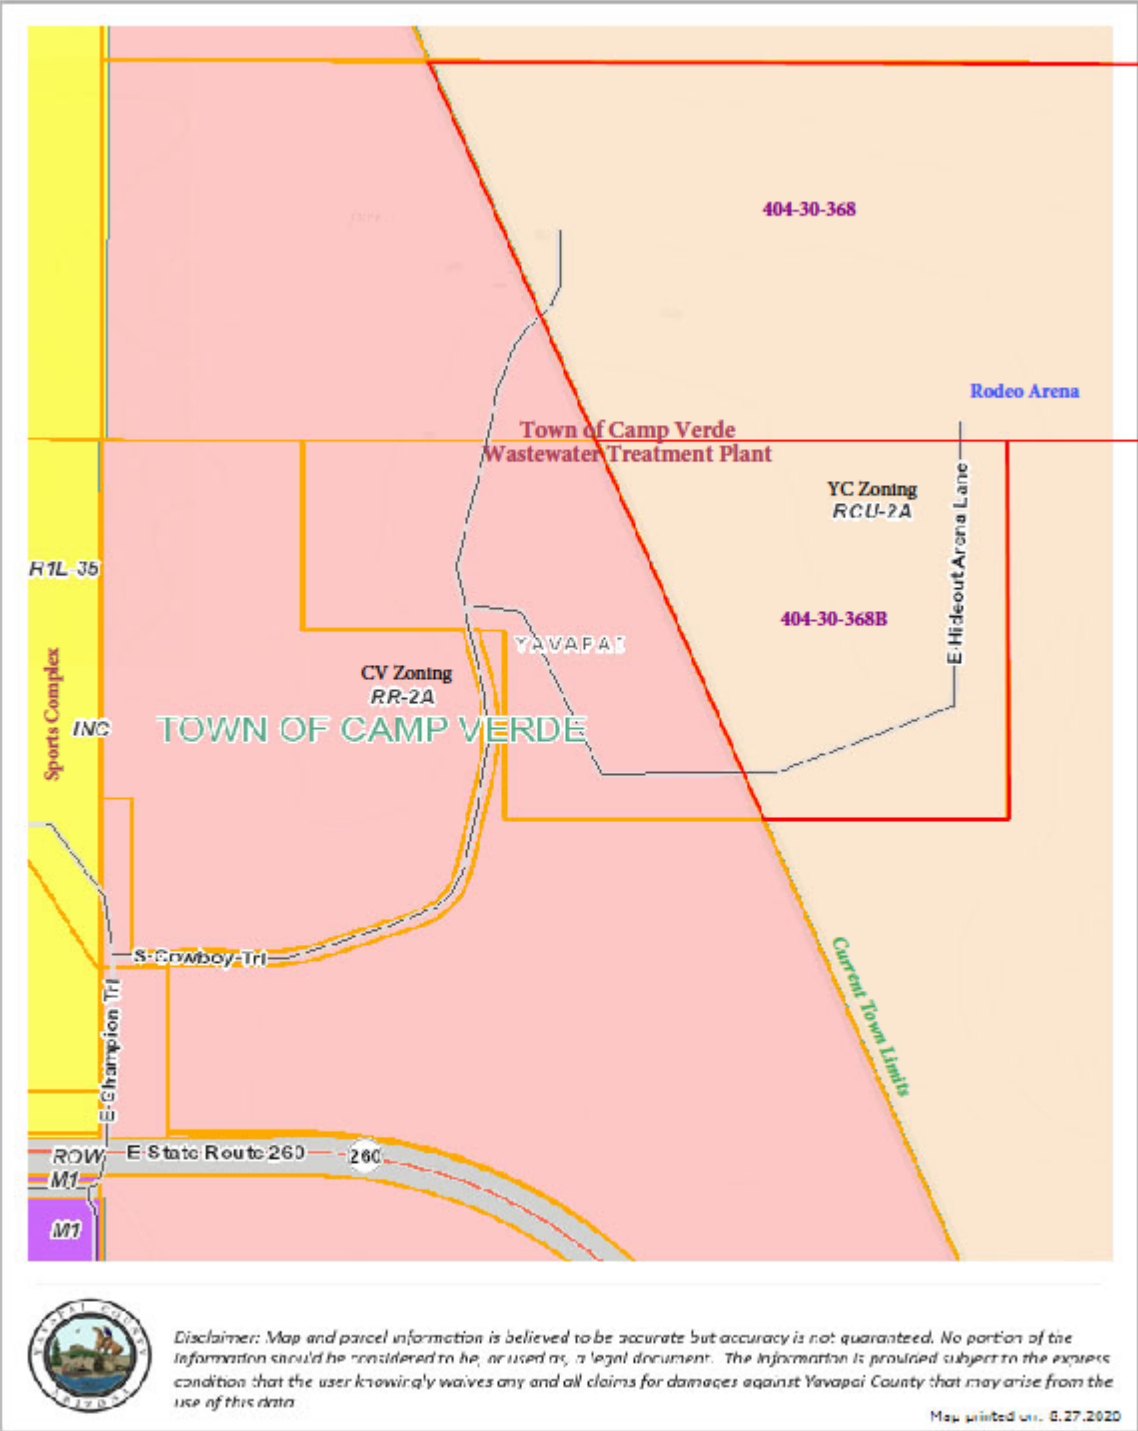 404-30-368
Rodeo Arena
Town of Camp Verde
Wastewater Treatment Plant
YC Zoning
RCU-2A
E Hideout Arena Lane
R1L-35
404-30-368B
YAVAPAI
CV Zoning
RR-2A
Sports Complex
INC
TOWN OF CAMP VERDE
S Cowboy Trl
E Champion Trl
Current Town Limits
ROW
E State Route 260
260
M1
M1
YAVAPAI COUNTY
ARIZONA
Disclaimer: Map and parcel information is believed to be accurate but accuracy is not guaranteed. No portion of the
information should be considered to be, or used as, a legal document. The information is provided subject to the express
condition that the user knowingly waives any and all claims for damages against Yavapai County that may arise from the
use of this data
Map printed on: 8.27.2020